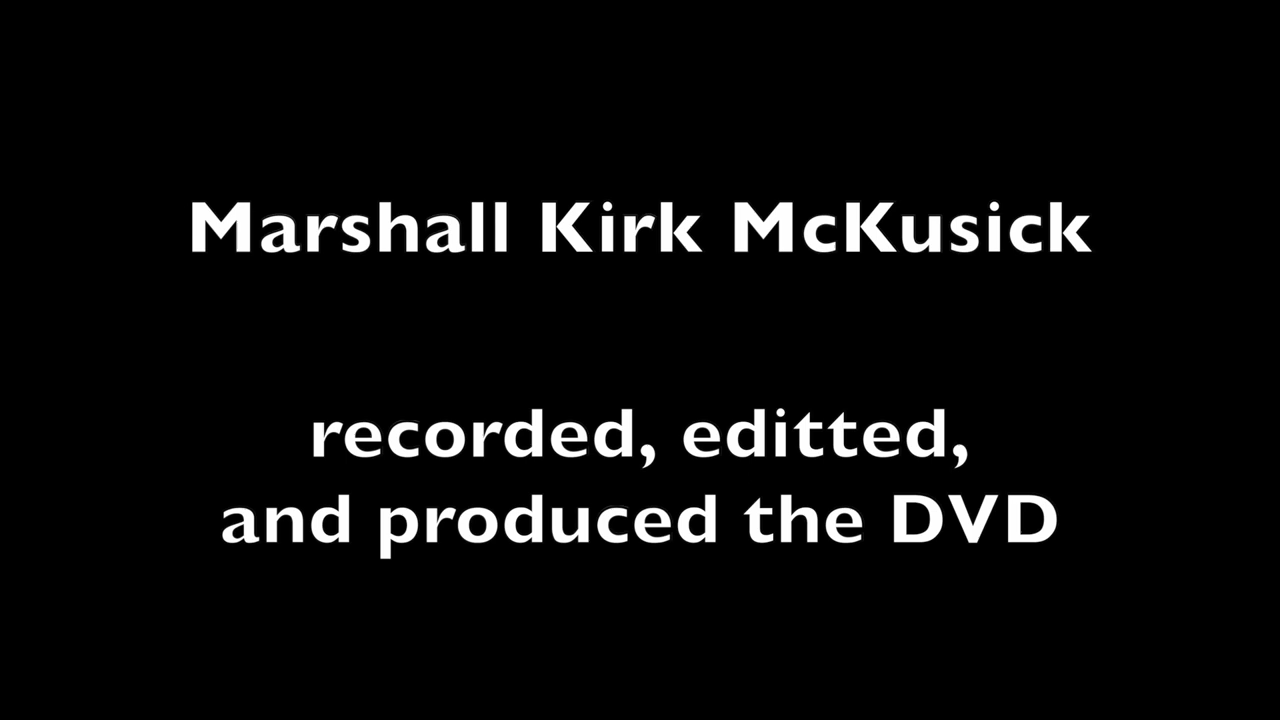 Marshall Kirk McKusick
recorded, editted,
and produced the DVD